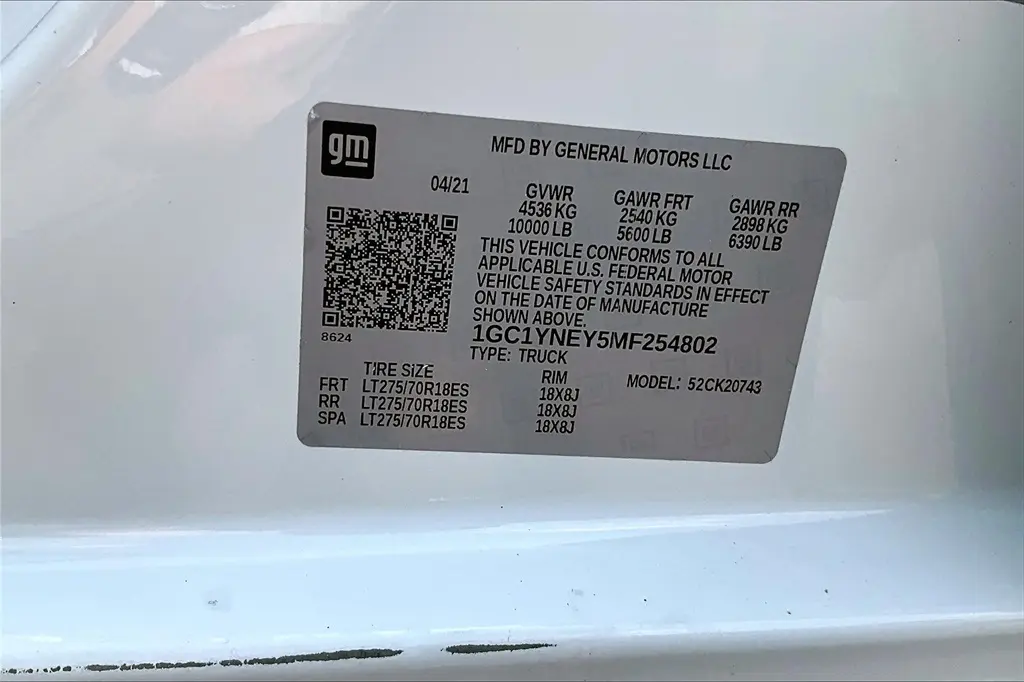 gm
MFD BY GENERAL MOTORS LLC
04/21
GVWR GAWR FRT GAWR RR
4536 KG 2540 KG 2898 KG
10000 LB 5600 LB 6390 LB
THIS VEHICLE CONFORMS TO ALL
APPLICABLE U.S. FEDERAL MOTOR
VEHICLE SAFETY STANDARDS IN EFFECT
ON THE DATE OF MANUFACTURE
SHOWN ABOVE.
8624
1GC1YNEY5MF254802
TYPE: TRUCK
TIRE SIZE RIM MODEL: 52CK20743
FRT LT275/70R18ES 18X8J
RR LT275/70R18ES 18X8J
SPA LT275/70R18ES 18X8J